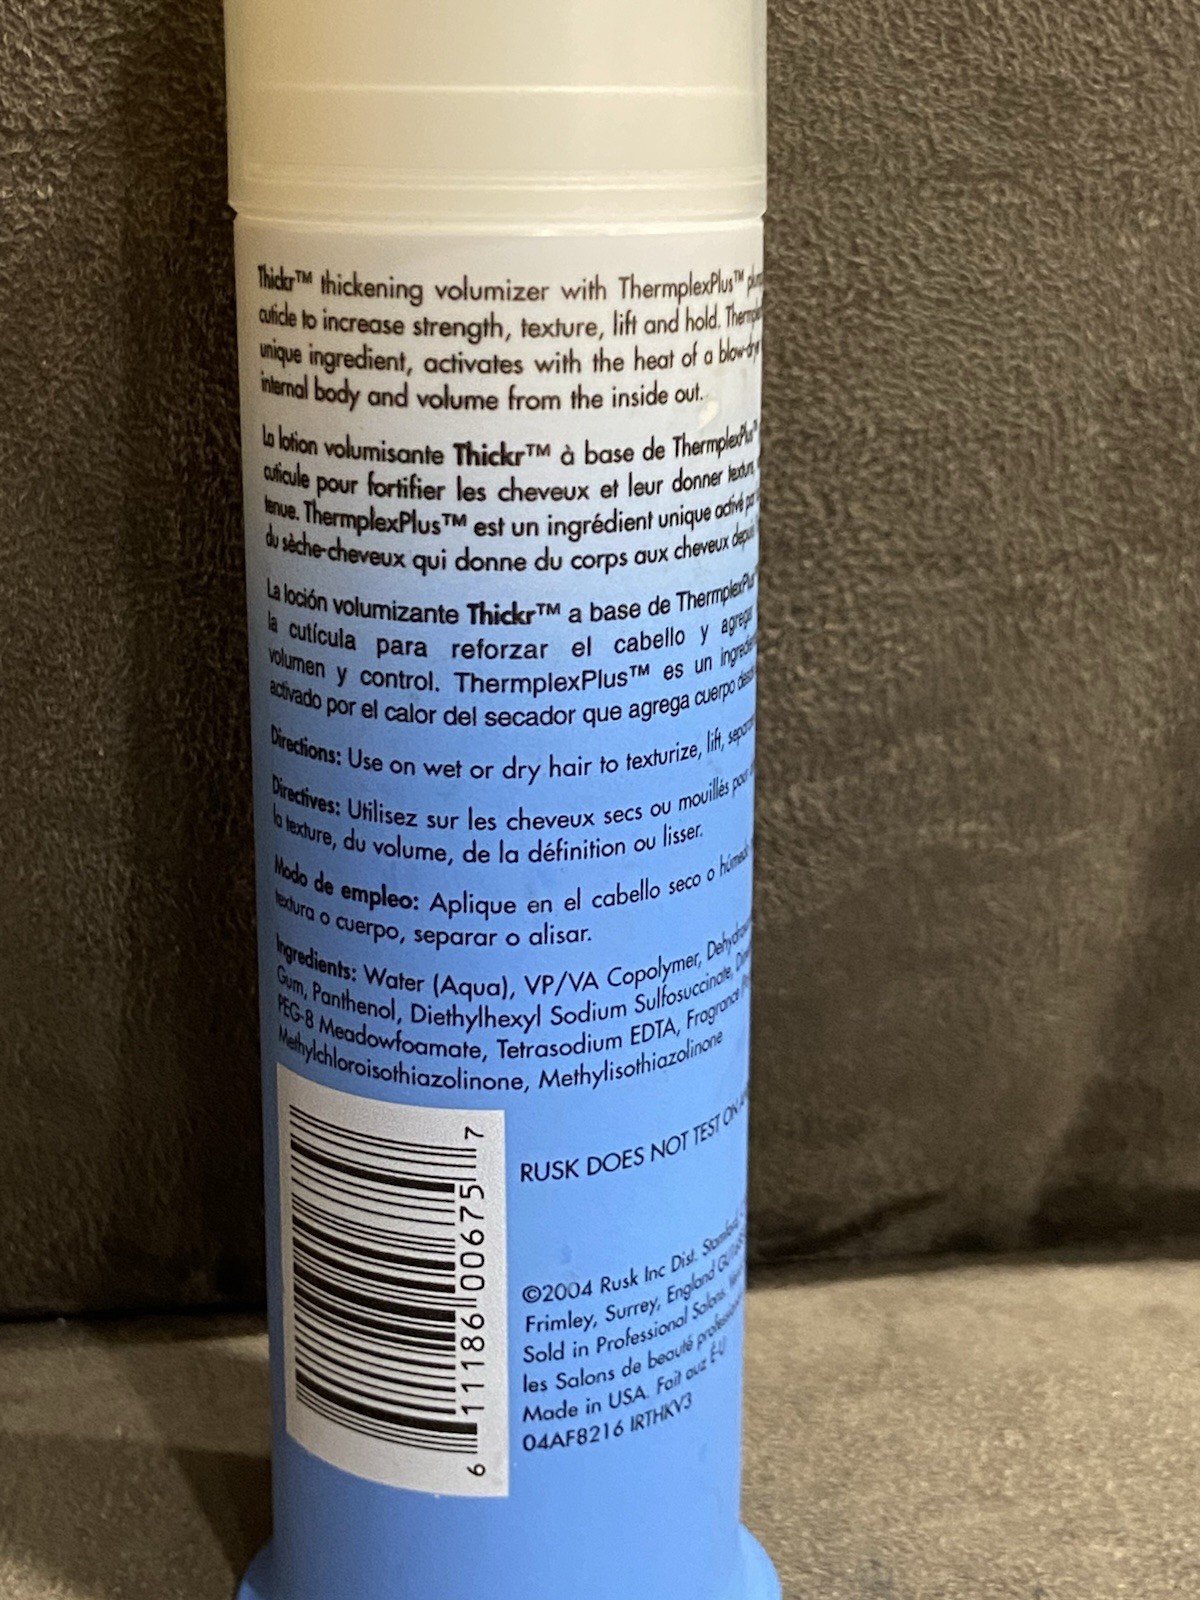 Thickr™ thickening volumizer with ThermplexPlus™
cuticle to increase strength, texture, lift and hold.
unique ingredient, activates with the heat of a blow-dry
internal body and volume from the inside out.
La lotion volumisante Thickr™ à base de ThermplexPlus™
cuticule pour fortifier les cheveux et leur donner texture,
tenue. ThermplexPlus™ est un ingrédient unique activé par
du sèche-cheveux qui donne du corps aux cheveux depuis
La loción volumizante Thickr™ a base de ThermplexPlus™
la cutícula para reforzar el cabello y agregar
volumen y control. ThermplexPlus™ es un
activado por el calor del secador que agrega cuerpo
Directions: Use on wet or dry hair to texturize, lift,
Directives: Utilisez sur les cheveux secs ou mouillés pour
la texture, du volume, de la définition ou lisser.
Modo de empleo: Aplique en el cabello seco o
textura o cuerpo, separar o alisar.
Ingredients: Water (Aqua), VP/VA Copolymer,
Gum, Panthenol, Diethylhexyl Sodium Sulfosuccinate,
PEG-8 Meadowfoamate, Tetrasodium EDTA, Fragrance
Methylchloroisothiazolinone, Methylisothiazolinone
RUSK DOES NOT TEST ON
6 11186 00675 7
©2004 Rusk Inc Dist. Stamford,
Frimley, Surrey, England
Sold in Professional Salons.
les Salons de beauté
Made in USA. Fait aux É-U
04AF8216 IRTHKV3